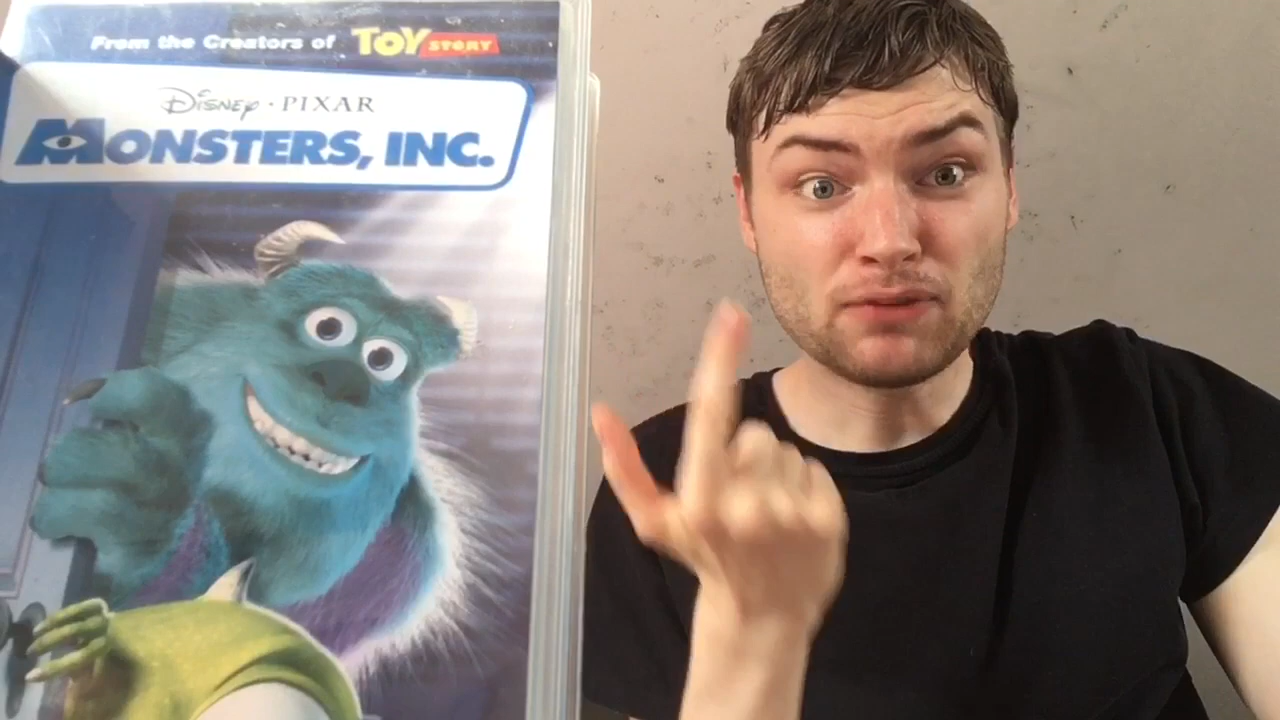 From the Creators of TOY STORY
DISNEY · PIXAR
MONSTERS, INC.